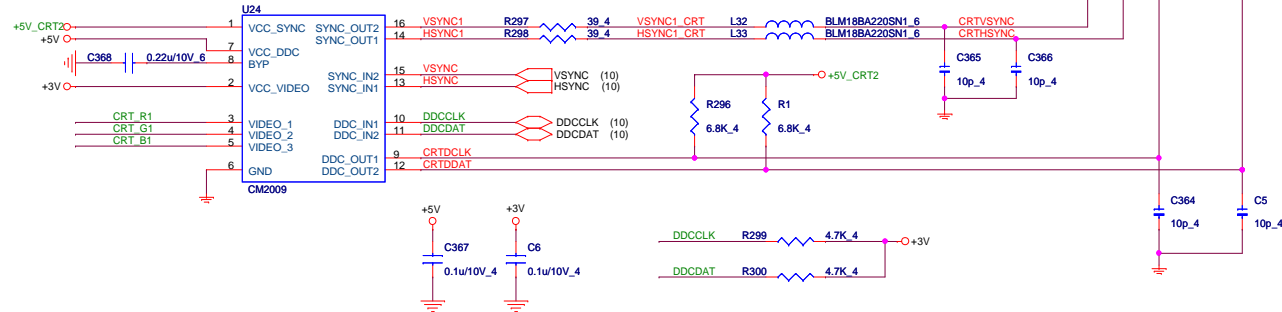 U24
+5V_CRT2 1 VCC_SYNC SYNC_OUT2 16 VSYNC1 R297 39_4 VSYNC1_CRT L32 BLM18BA220SN1_6 CRTVSYNC
+5V SYNC_OUT1 14 HSYNC1 R298 39_4 HSYNC1_CRT L33 BLM18BA220SN1_6 CRTHSYNC
7 VCC_DDC
C368 0.22u/10V_6 8 BYP
C365 C366
SYNC_IN2 15 VSYNC VSYNC (10)
+5V_CRT2
10p_4 10p_4
+3V 2 VCC_VIDEO SYNC_IN1 13 HSYNC HSYNC (10)
R296 R1
CRT_R1 3 VIDEO_1 DDC_IN1 10 DDCCLK DDCCLK (10)
6.8K_4 6.8K_4
CRT_G1 4 VIDEO_2 DDC_IN2 11 DDCDAT DDCDAT (10)
CRT_B1 5 VIDEO_3
DDC_OUT1 9 CRTDCLK
6 GND DDC_OUT2 12 CRTDDAT
CM2009
C364 C5
10p_4 10p_4
+5V +3V
C367 C6
0.1u/10V_4 0.1u/10V_4
DDCCLK R299 4.7K_4 +3V
DDCDAT R300 4.7K_4